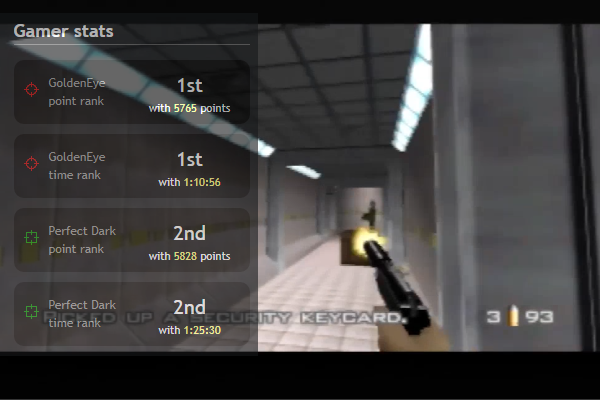 Gamer stats
GoldenEye
point rank
1st
with 5765 points
GoldenEye
time rank
1st
with 1:10:56
Perfect Dark
point rank
2nd
with 5828 points
Perfect Dark
time rank
2nd
with 1:25:30
Picked up a security keycard.
3 93